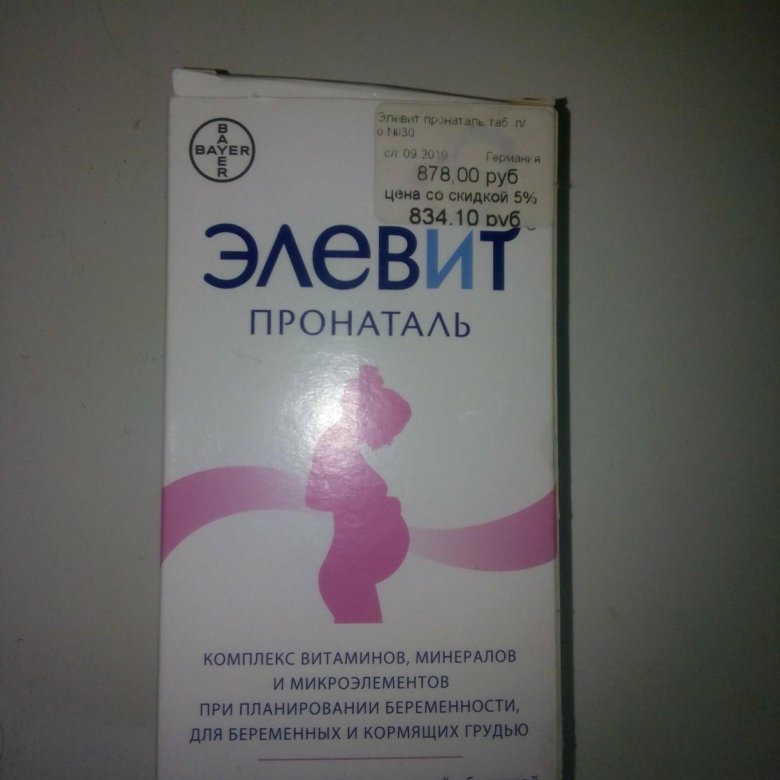 BAYER
BAYER
Элевит пронаталь таб п/
о №30
с/г 09 2019 Германия
878,00 руб
цена со скидкой 5%
834.10 руб
ЭЛЕВИТ
ПРОНАТАЛЬ
КОМПЛЕКС ВИТАМИНОВ, МИНЕРАЛОВ
И МИКРОЭЛЕМЕНТОВ
ПРИ ПЛАНИРОВАНИИ БЕРЕМЕННОСТИ,
ДЛЯ БЕРЕМЕННЫХ И КОРМЯЩИХ ГРУДЬЮ